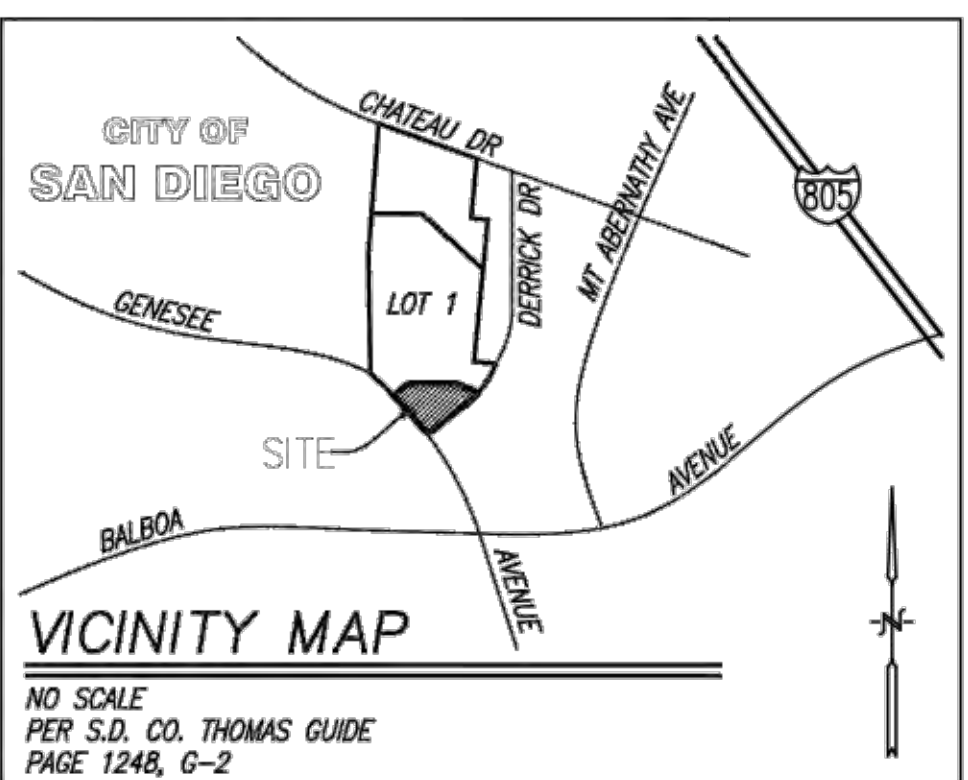 CITY OF
SAN DIEGO
CHATEAU DR
MT ABERNATHY AVE
805
DERRICK DR
GENESEE
LOT 1
SITE
AVENUE
BALBOA
AVENUE
N
VICINITY MAP
NO SCALE
PER S.D. CO. THOMAS GUIDE
PAGE 1248, G-2